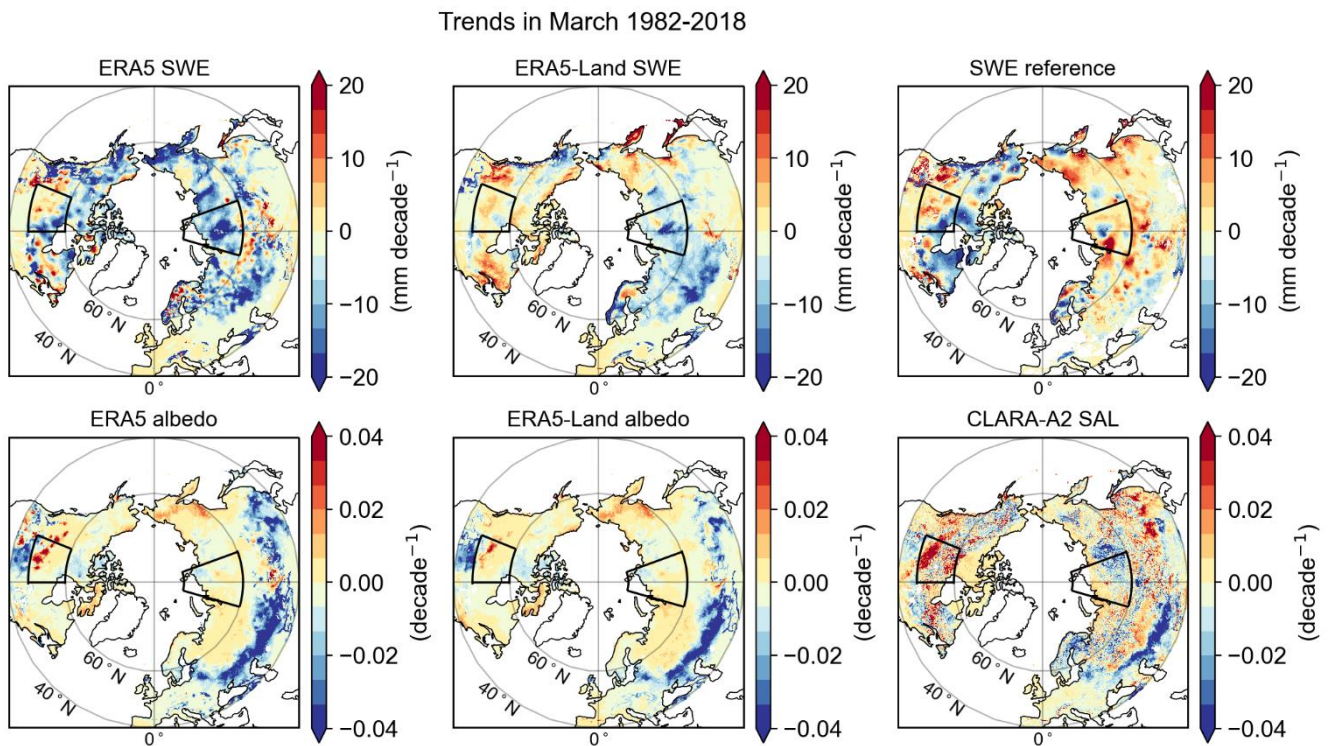 Trends in March 1982-2018
ERA5 SWE
20
10
0
−10
−20
(mm decade−1)
60°N
40°N
0°
ERA5-Land SWE
20
10
0
−10
−20
(mm decade−1)
60°N
40°N
0°
SWE reference
20
10
0
−10
−20
(mm decade−1)
60°N
40°N
0°
ERA5 albedo
0.04
0.02
0.00
−0.02
−0.04
(decade−1)
60°N
40°N
0°
ERA5-Land albedo
0.04
0.02
0.00
−0.02
−0.04
(decade−1)
60°N
40°N
0°
CLARA-A2 SAL
0.04
0.02
0.00
−0.02
−0.04
(decade−1)
60°N
40°N
0°